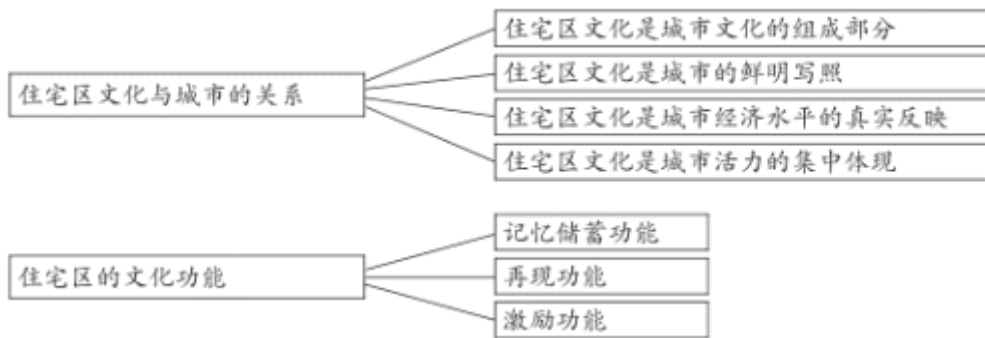 住宅区文化是城市文化的组成部分
住宅区文化是城市的鲜明写照
住宅区文化与城市的关系
住宅区文化是城市经济水平的真实反映
住宅区文化是城市活力的集中体现
记忆储蓄功能
住宅区的文化功能
再现功能
激励功能